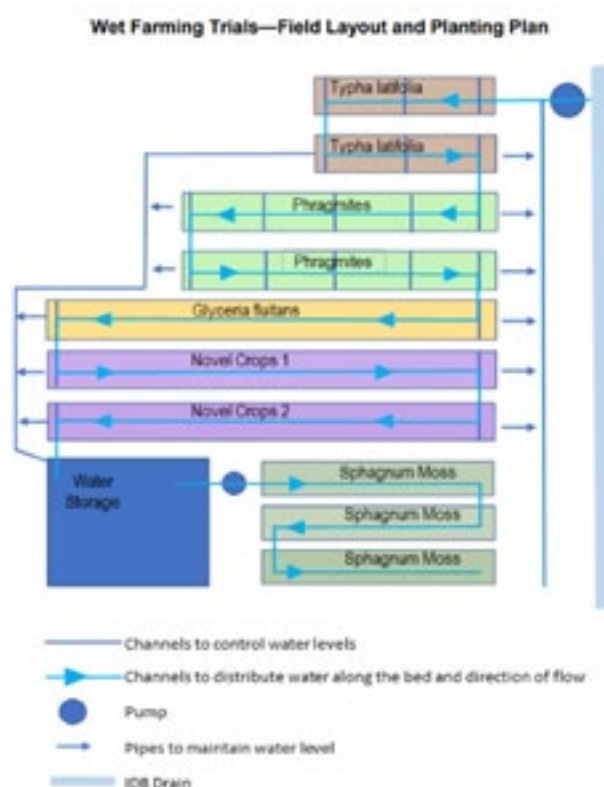 Wet Farming Trials—Field Layout and Planting Plan
Typha latifolia
Typha latifolia
Phragmites
Phragmites
Glyceria fluitans
Novel Crops 1
Novel Crops 2
Water
Storage
Sphagnum Moss
Sphagnum Moss
Sphagnum Moss
Channels to control water levels
Channels to distribute water along the bed and direction of flow
Pump
Pipes to maintain water level
IDB Drain